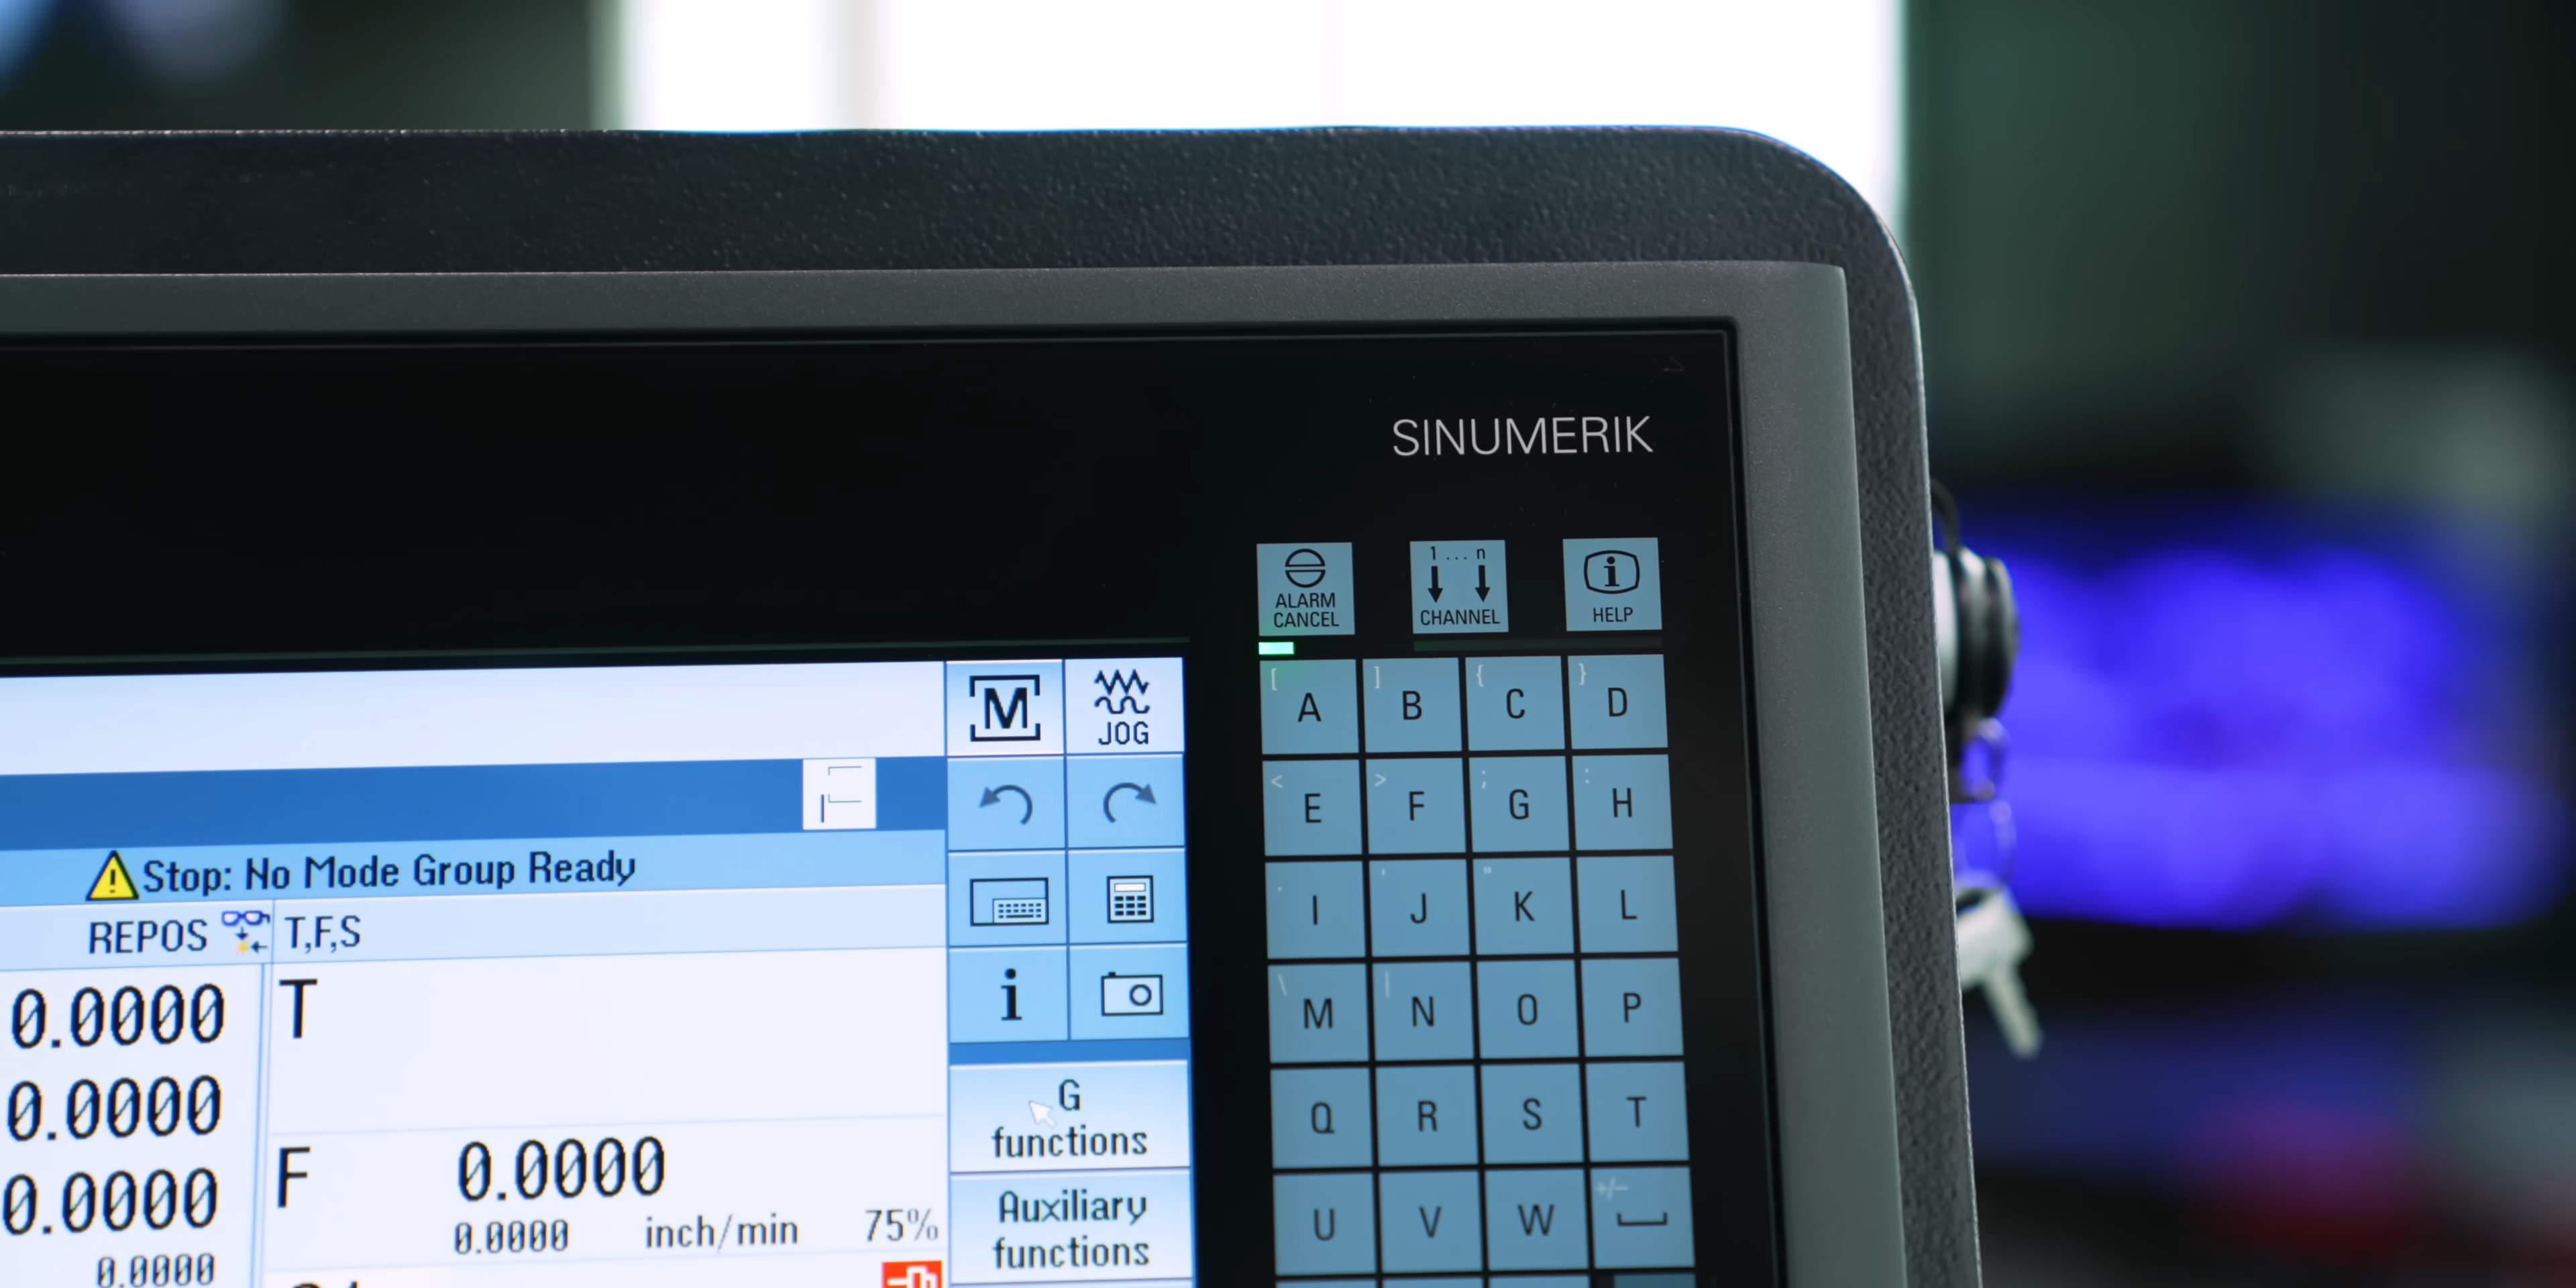 SINUMERIK
1 ... n
ALARM
CANCEL
CHANNEL
HELP
M
JOG
[ A ] B { C } D
< E > F ; G : H
I ' J " K L
\ M | N O P
Q R S T
U V W +/-
Stop: No Mode Group Ready
REPOS T,F,S
0.0000 T
0.0000
0.0000 F 0.0000
0.0000 inch/min 75%
0.0000
i
G
functions
Auxiliary
functions